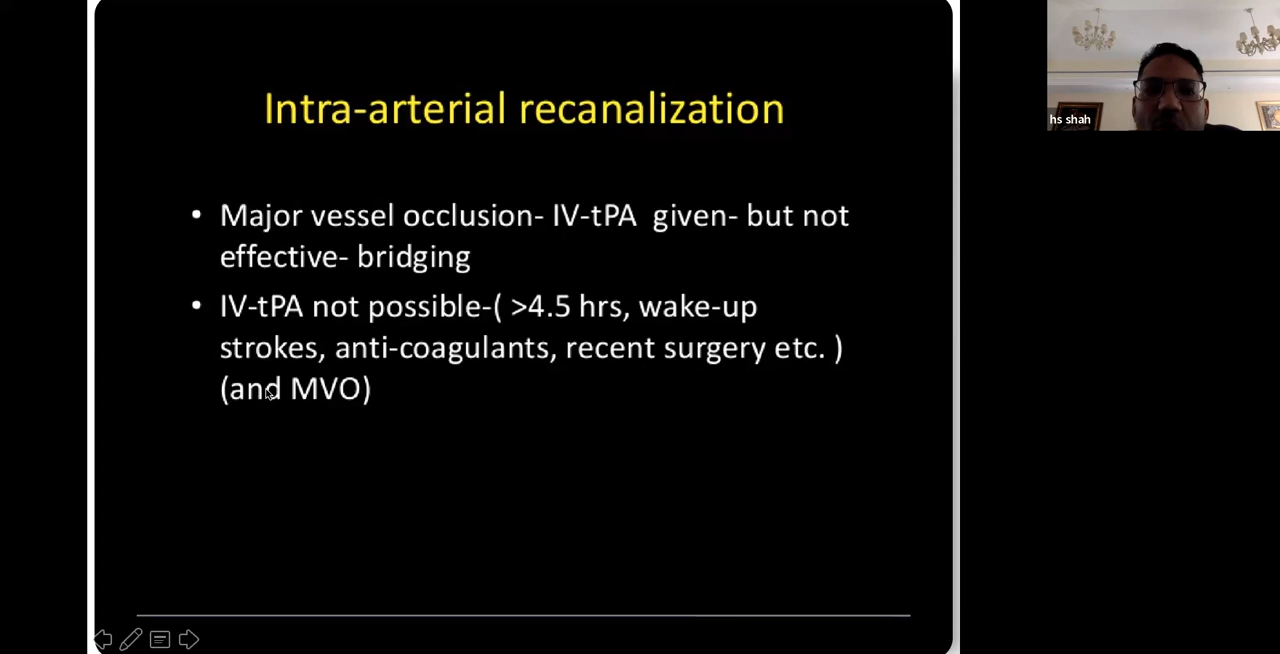 Intra-arterial recanalization
• Major vessel occlusion- IV-tPA  given- but not
effective- bridging
• IV-tPA not possible-( >4.5 hrs, wake-up
strokes, anti-coagulants, recent surgery etc. )
(and MVO)
hs shah